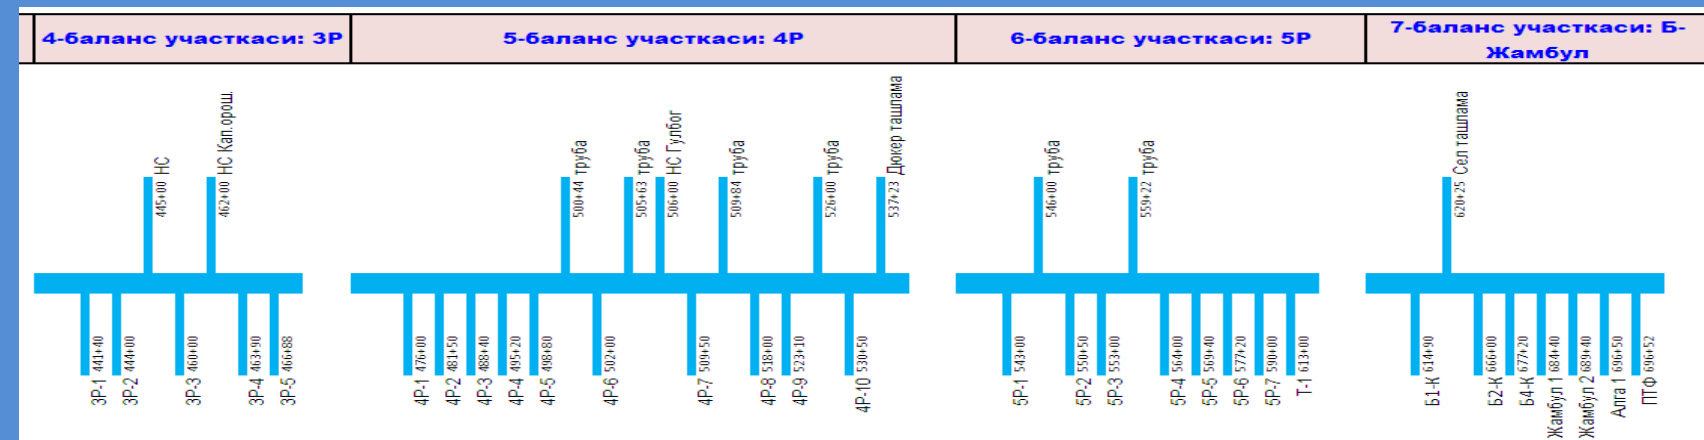 4-баланс участкаси: 3Р
5-баланс участкаси: 4Р
6-баланс участкаси: 5Р
7-баланс участкаси: Б-
Жамбул
445+00 НС
462+00 НС Кап.орош.
3Р-1 441+40
3Р-2 444+00
3Р-3 460+00
3Р-4 463+90
3Р-5 466+88
500+44 труба
505+63 труба
506+00 НС Гулбог
509+84 труба
526+00 труба
537+23 Дюкер ташлама
4Р-1 476+00
4Р-2 481+50
4Р-3 488+40
4Р-4 495+20
4Р-5 498+80
4Р-6 502+00
4Р-7 509+50
4Р-8 518+00
4Р-9 523+10
4Р-10 530+50
546+00 труба
559+22 труба
5Р-1 543+00
5Р-2 550+50
5Р-3 553+00
5Р-4 564+00
5Р-5 569+40
5Р-6 577+20
5Р-7 590+00
Т-1 613+00
620+25 Сел ташлама
Б1-К 614+90
Б2-К 666+00
Б4-К 677+20
Жамбул 1 684+40
Жамбул 2 689+40
Алга 1 696+50
ПТФ 696+52